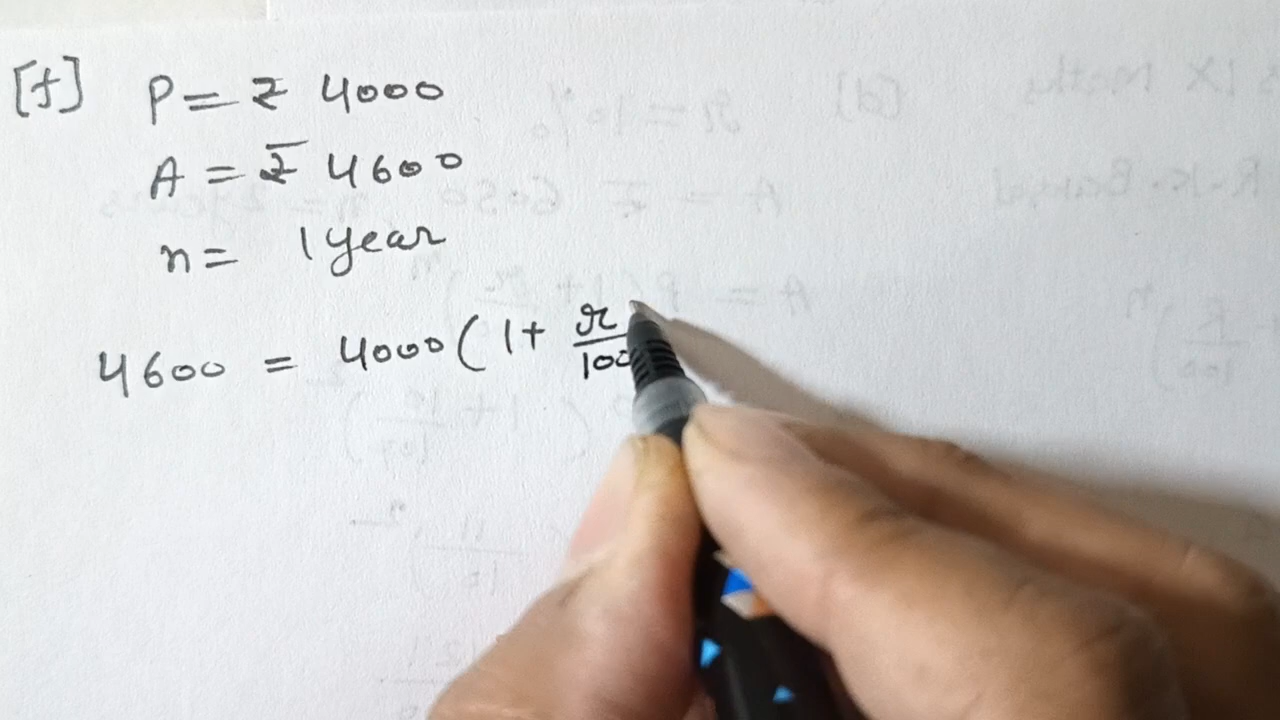 [f] P = ₹ 4000
A = ₹ 4600
n = 1 year
4600 = 4000 ( 1 + r/100